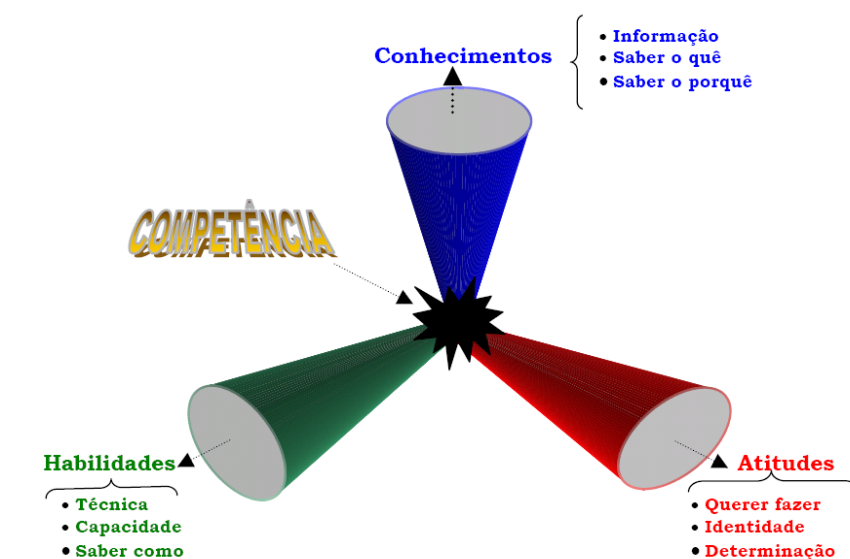 Conhecimentos
• Informação
• Saber o quê
• Saber o porquê
COMPETÊNCIA
Habilidades
• Técnica
• Capacidade
• Saber como
Atitudes
• Querer fazer
• Identidade
• Determinação